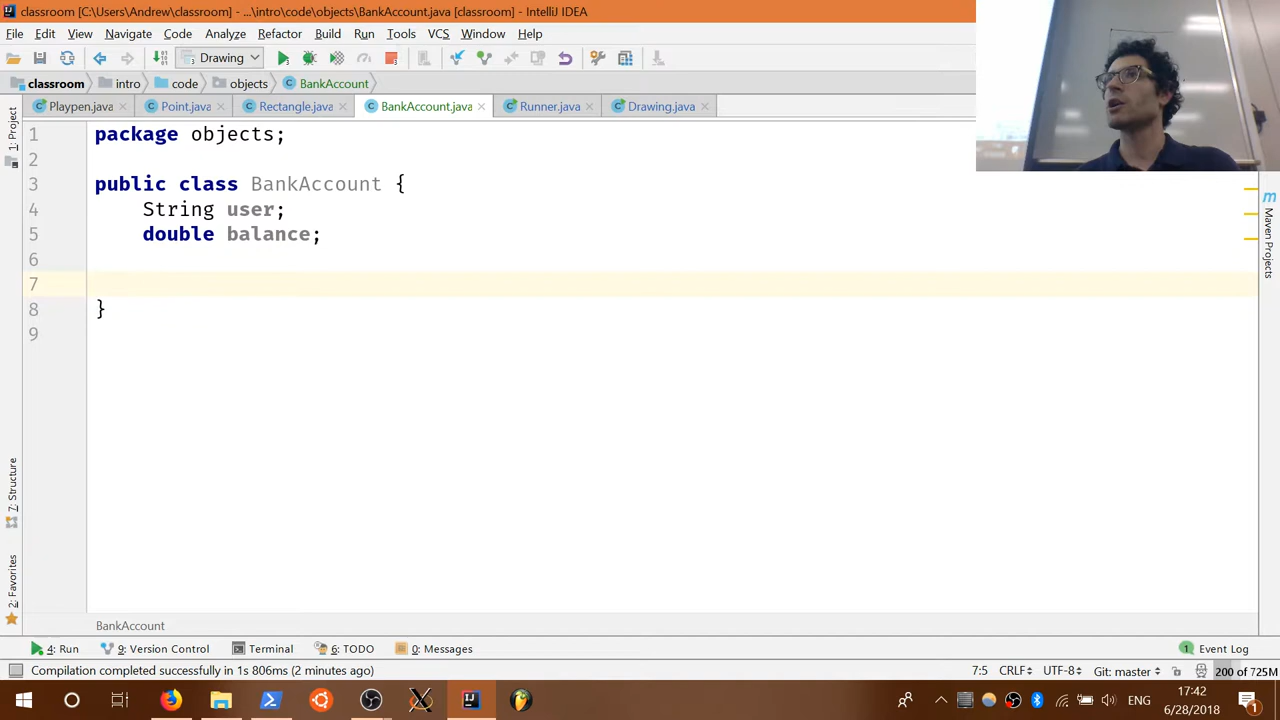 classroom [C:\Users\Andrew\classroom] - ...\intro\code\objects\BankAccount.java [classroom] - IntelliJ IDEA
File Edit View Navigate Code Analyze Refactor Build Run Tools VCS Window Help
Drawing
classroom intro code objects BankAccount
Playpen.java Point.java Rectangle.java BankAccount.java Runner.java Drawing.java
1: Project
7: Structure
2: Favorites
Maven Projects
1 package objects;
2
3 public class BankAccount {
4 String user;
5 double balance;
6
7
8 }
9
BankAccount
4: Run 9: Version Control Terminal 6: TODO 0: Messages 1 Event Log
Compilation completed successfully in 1s 806ms (2 minutes ago) 7:5 CRLF UTF-8 Git: master 200 of 725M
ENG 17:42
6/28/2018 1